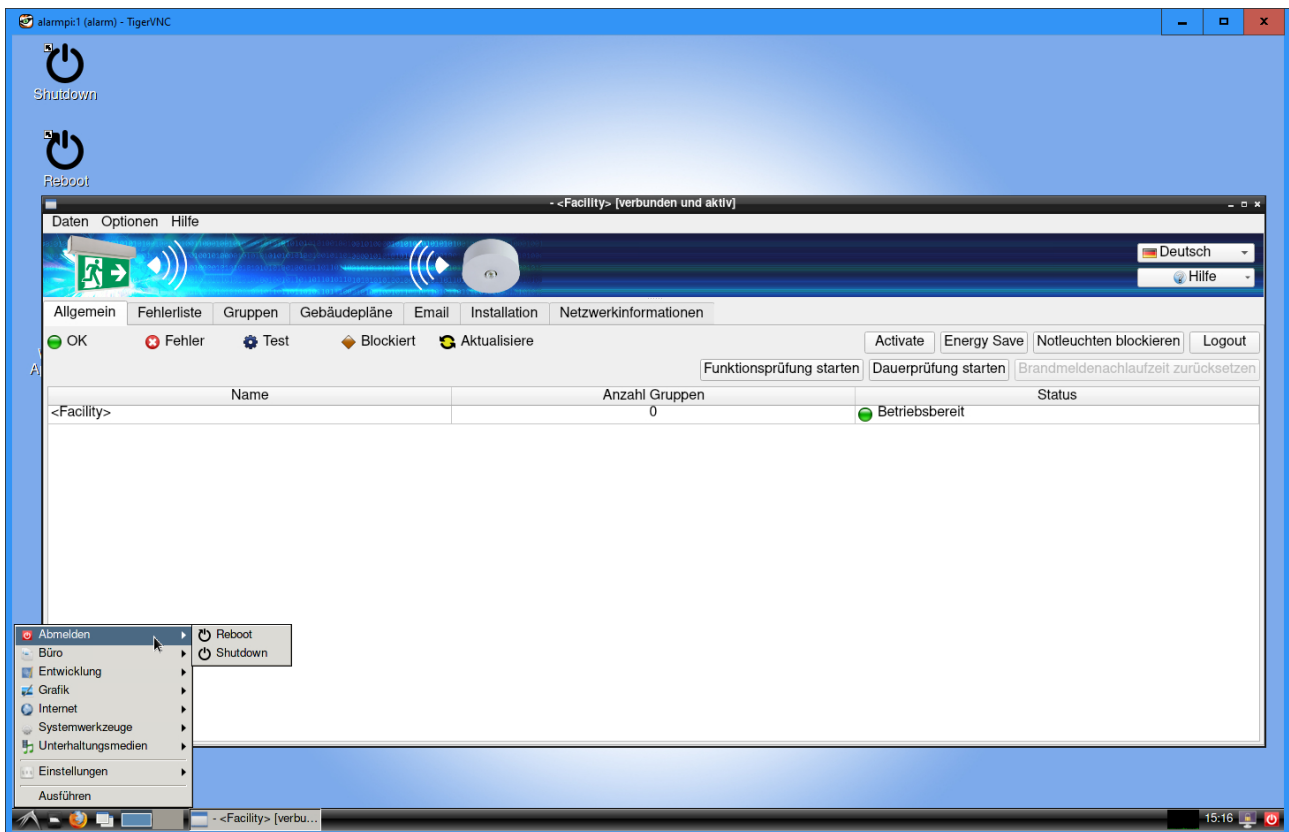 alarmpi:1 (alarm) - TigerVNC
Shutdown
Reboot
- <Facility> [verbunden und aktiv]
Daten Optionen Hilfe
Deutsch
Hilfe
Allgemein Fehlerliste Gruppen Gebäudepläne Email Installation Netzwerkinformationen
OK Fehler Test Blockiert Aktualisiere Activate Energy Save Notleuchten blockieren Logout
Funktionsprüfung starten Dauerprüfung starten Brandmeldenachlaufzeit zurücksetzen
Name Anzahl Gruppen Status
<Facility> 0 Betriebsbereit
Abmelden Reboot
Büro Shutdown
Entwicklung
Grafik
Internet
Systemwerkzeuge
Unterhaltungsmedien
Einstellungen
Ausführen
- <Facility> [verbu... 15:16